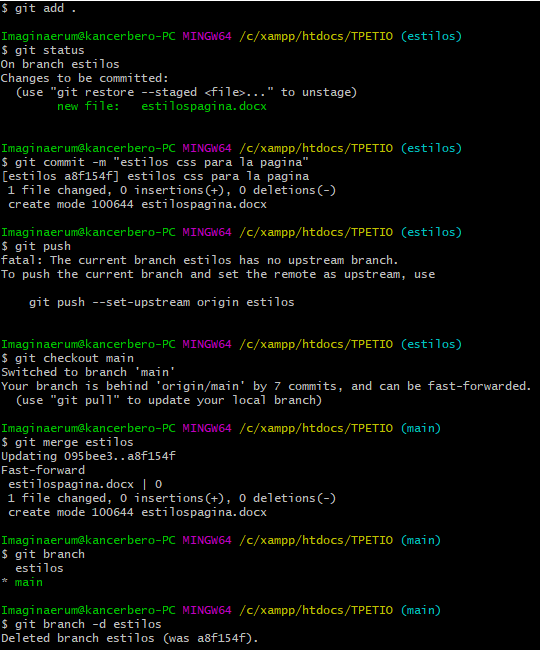 $ git add .
Imaginaerum@kancerbero-PC MINGW64 /c/xampp/htdocs/TPETIO (estilos)
$ git status
On branch estilos
Changes to be committed:
  (use "git restore --staged <file>..." to unstage)
        new file:   estilospagina.docx
Imaginaerum@kancerbero-PC MINGW64 /c/xampp/htdocs/TPETIO (estilos)
$ git commit -m "estilos css para la pagina"
[estilos a8f154f] estilos css para la pagina
 1 file changed, 0 insertions(+), 0 deletions(-)
 create mode 100644 estilospagina.docx
Imaginaerum@kancerbero-PC MINGW64 /c/xampp/htdocs/TPETIO (estilos)
$ git push
fatal: The current branch estilos has no upstream branch.
To push the current branch and set the remote as upstream, use
    git push --set-upstream origin estilos
Imaginaerum@kancerbero-PC MINGW64 /c/xampp/htdocs/TPETIO (estilos)
$ git checkout main
Switched to branch 'main'
Your branch is behind 'origin/main' by 7 commits, and can be fast-forwarded.
  (use "git pull" to update your local branch)
Imaginaerum@kancerbero-PC MINGW64 /c/xampp/htdocs/TPETIO (main)
$ git merge estilos
Updating 095bee3..a8f154f
Fast-forward
 estilospagina.docx | 0
 1 file changed, 0 insertions(+), 0 deletions(-)
 create mode 100644 estilospagina.docx
Imaginaerum@kancerbero-PC MINGW64 /c/xampp/htdocs/TPETIO (main)
$ git branch
  estilos
* main
Imaginaerum@kancerbero-PC MINGW64 /c/xampp/htdocs/TPETIO (main)
$ git branch -d estilos
Deleted branch estilos (was a8f154f).